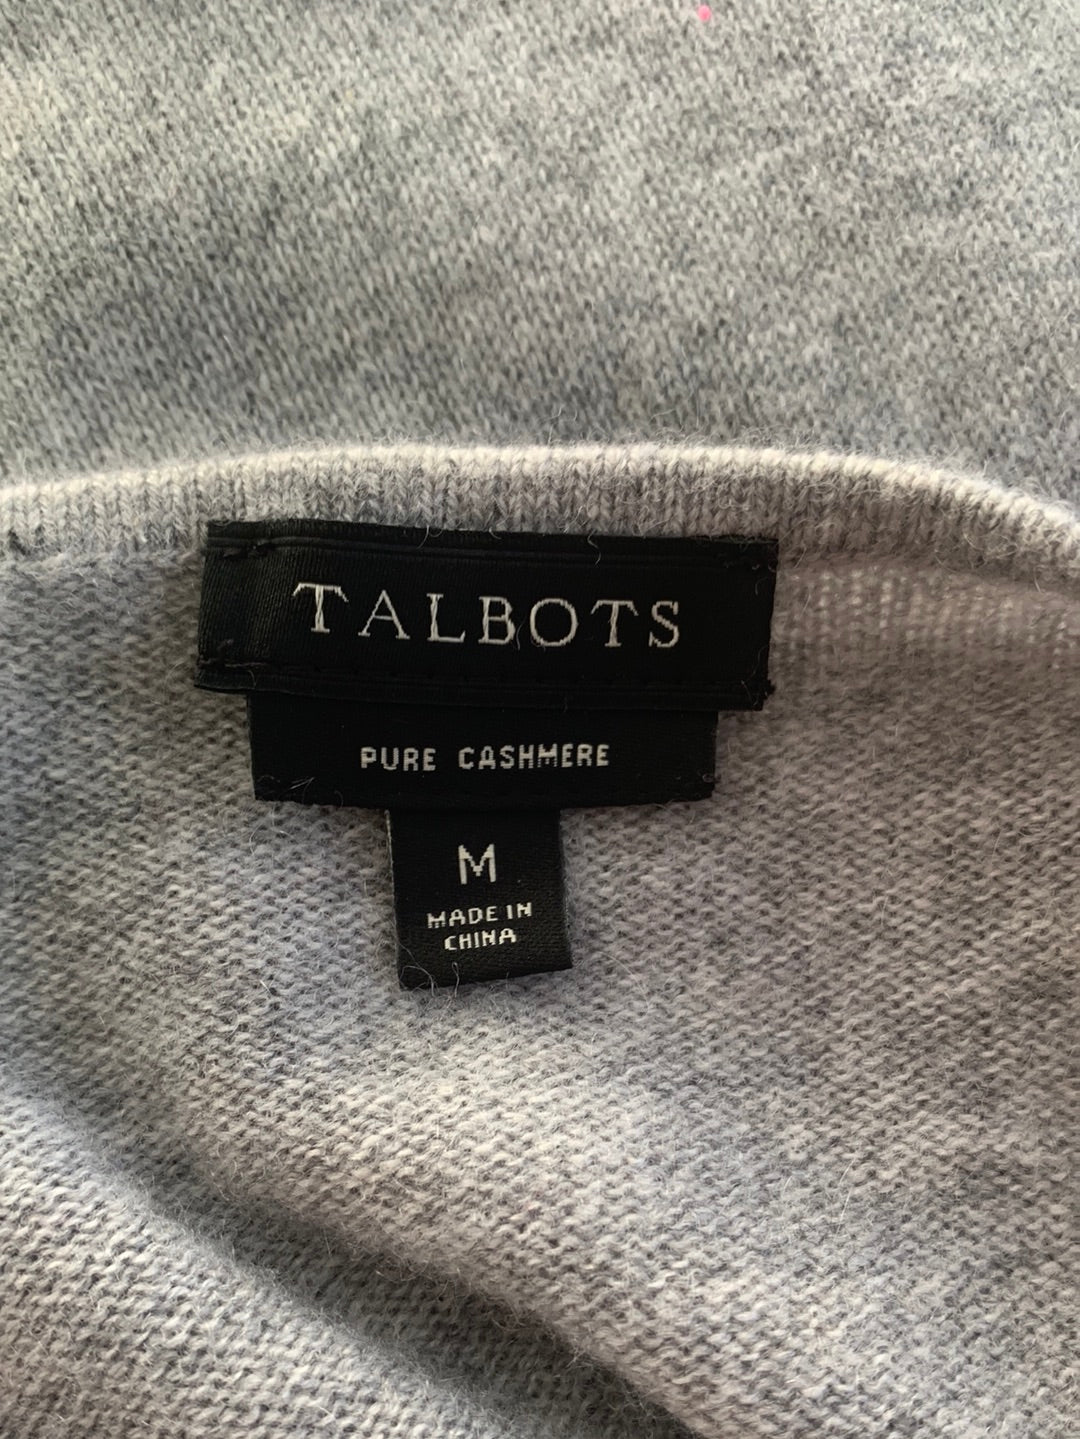 TALBOTS
PURE CASHMERE
M
MADE IN
CHINA